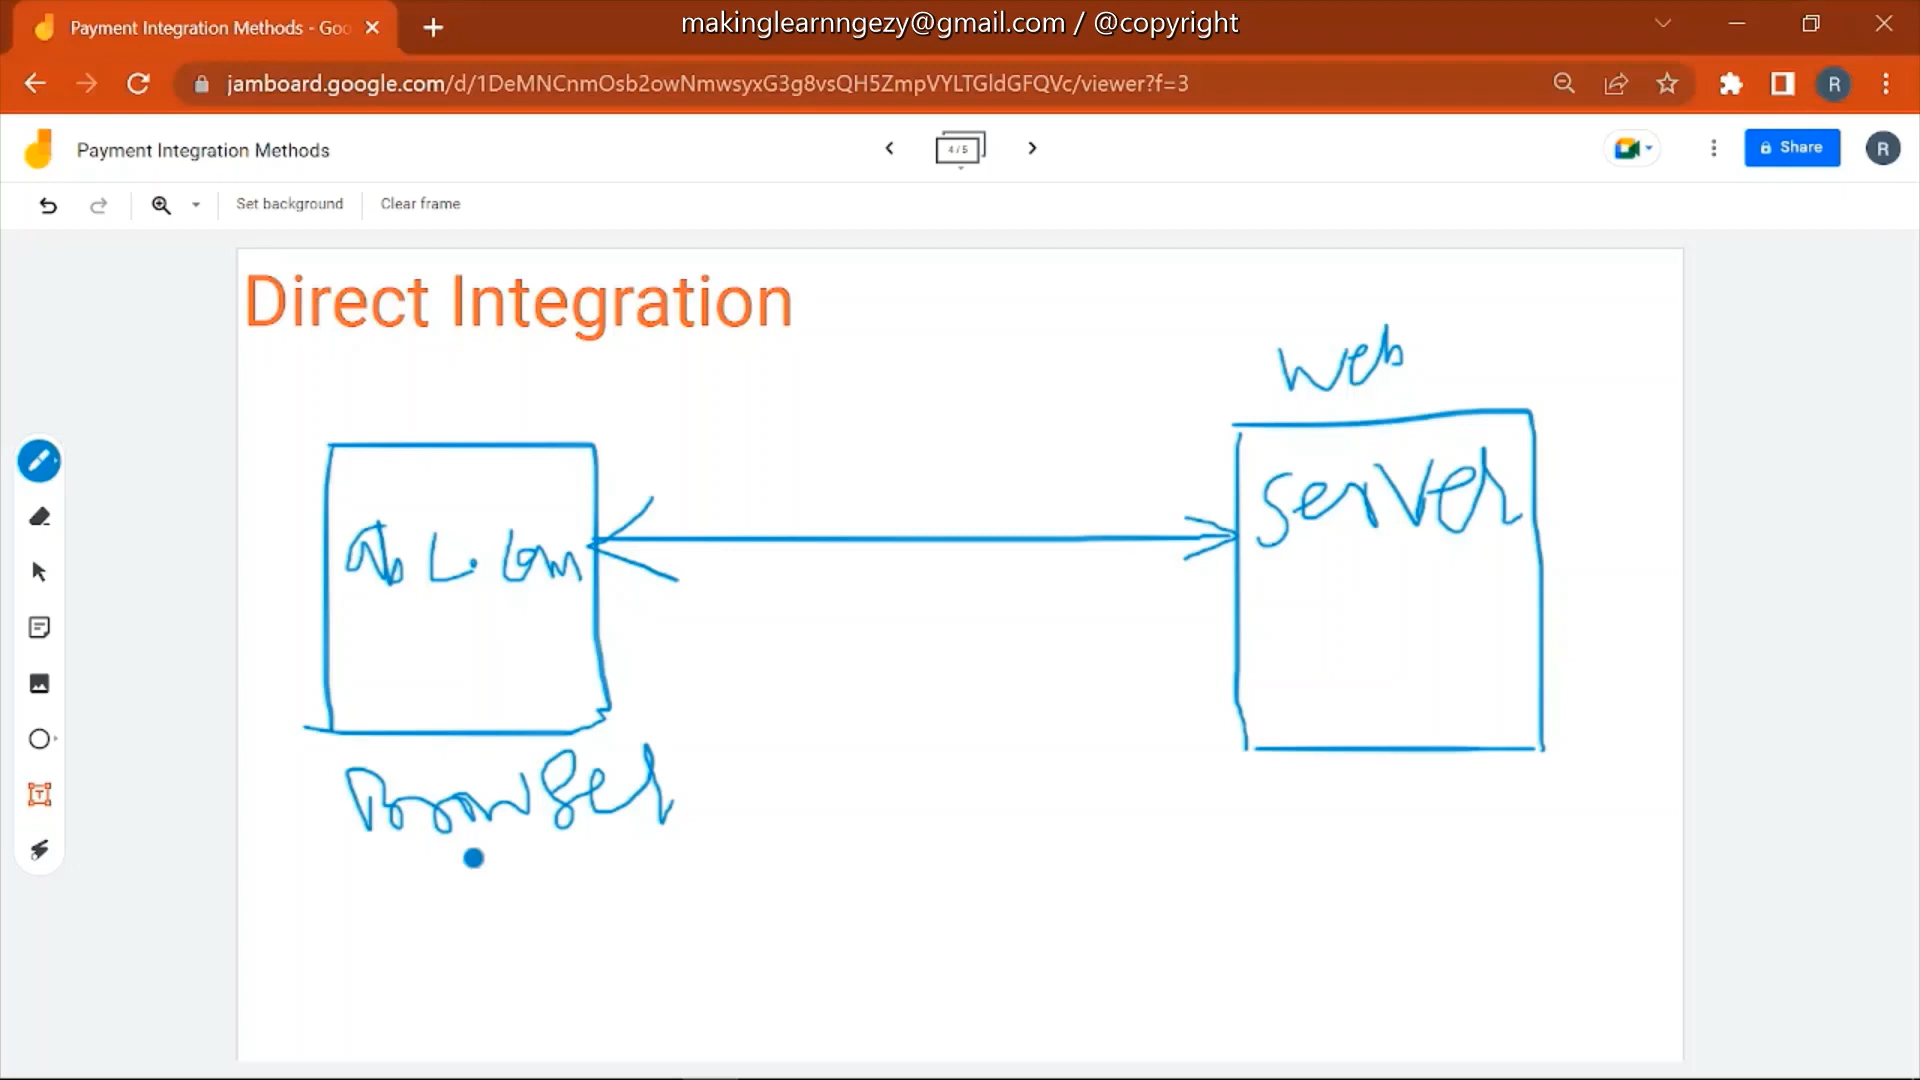 Payment Integration Methods - Goo
makinglearnngezy@gmail.com / @copyright
jamboard.google.com/d/1DeMNCnmOsb2owNmwsyxG3g8vsQH5ZmpVYLTGldGFQVc/viewer?f=3
R
Payment Integration Methods
4 / 5
Share
R
Set background
Clear frame
Direct Integration
Web
Server
Browser
T